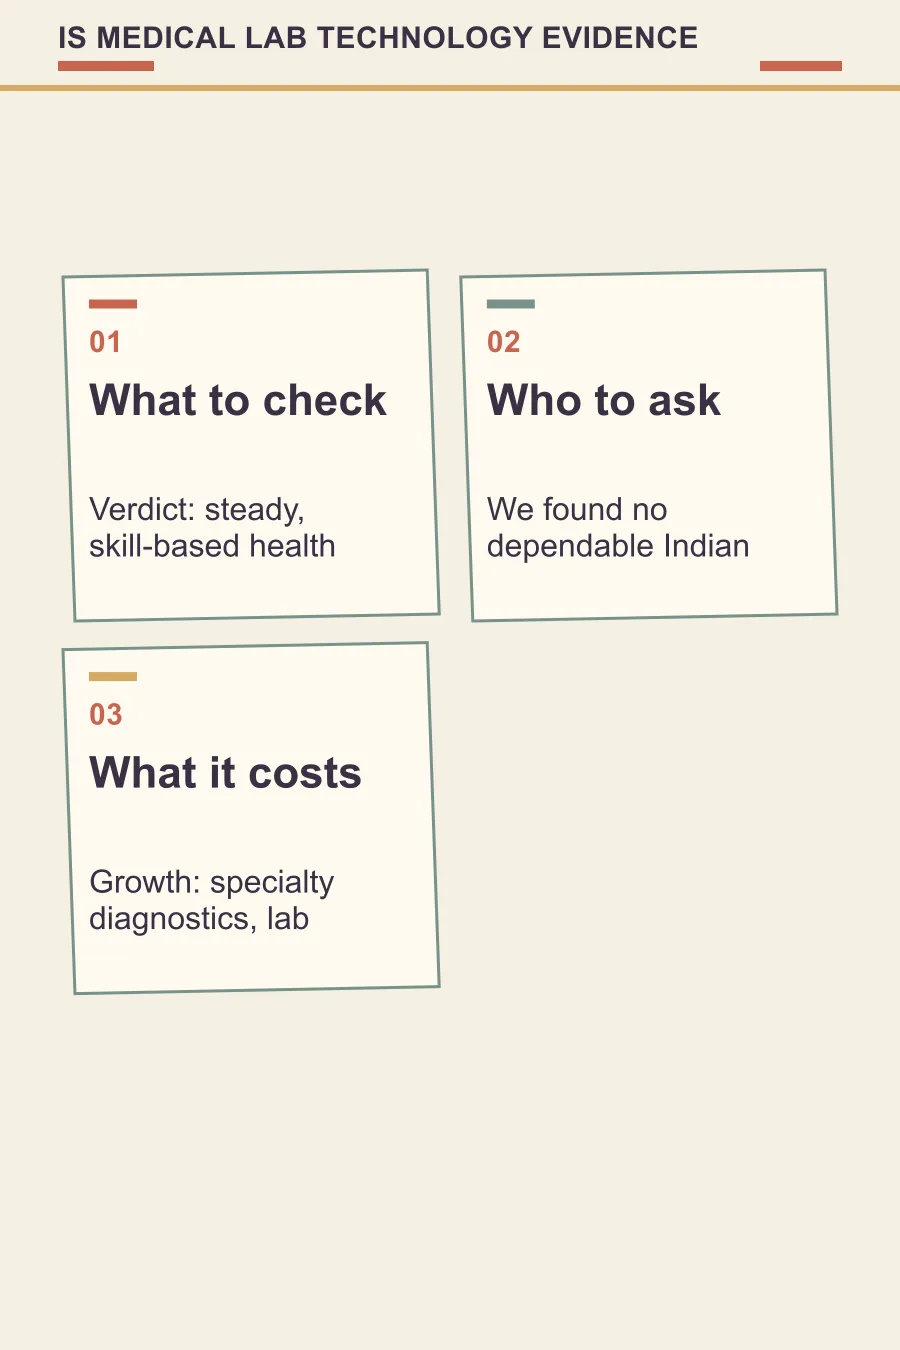 IS MEDICAL LAB TECHNOLOGY EVIDENCE
01
What to check
Verdict: steady,
skill-based health
02
Who to ask
We found no
dependable Indian
03
What it costs
Growth: specialty
diagnostics, lab